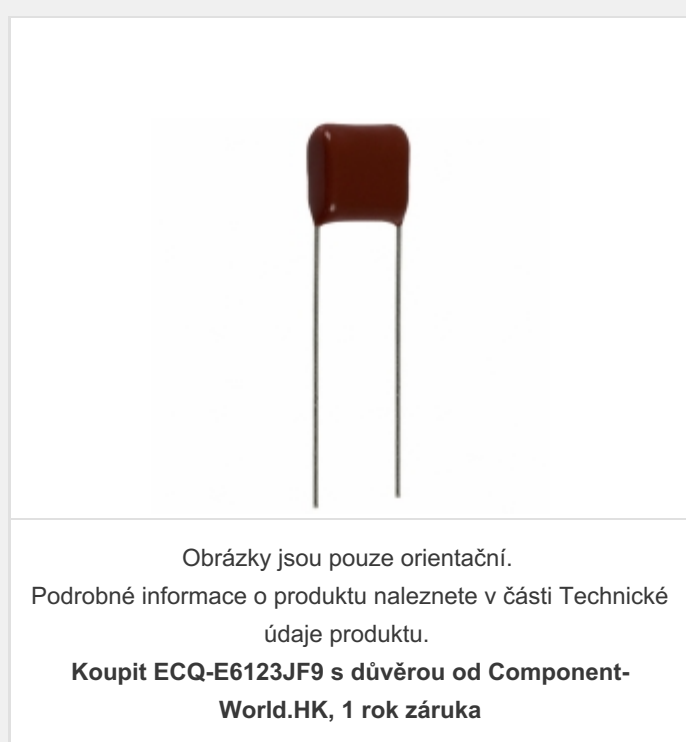 Obrázky jsou pouze orientační.
Podrobné informace o produktu naleznete v části Technické
údaje produktu.
Koupit ECQ-E6123JF9 s důvěrou od Component-
World.HK, 1 rok záruka